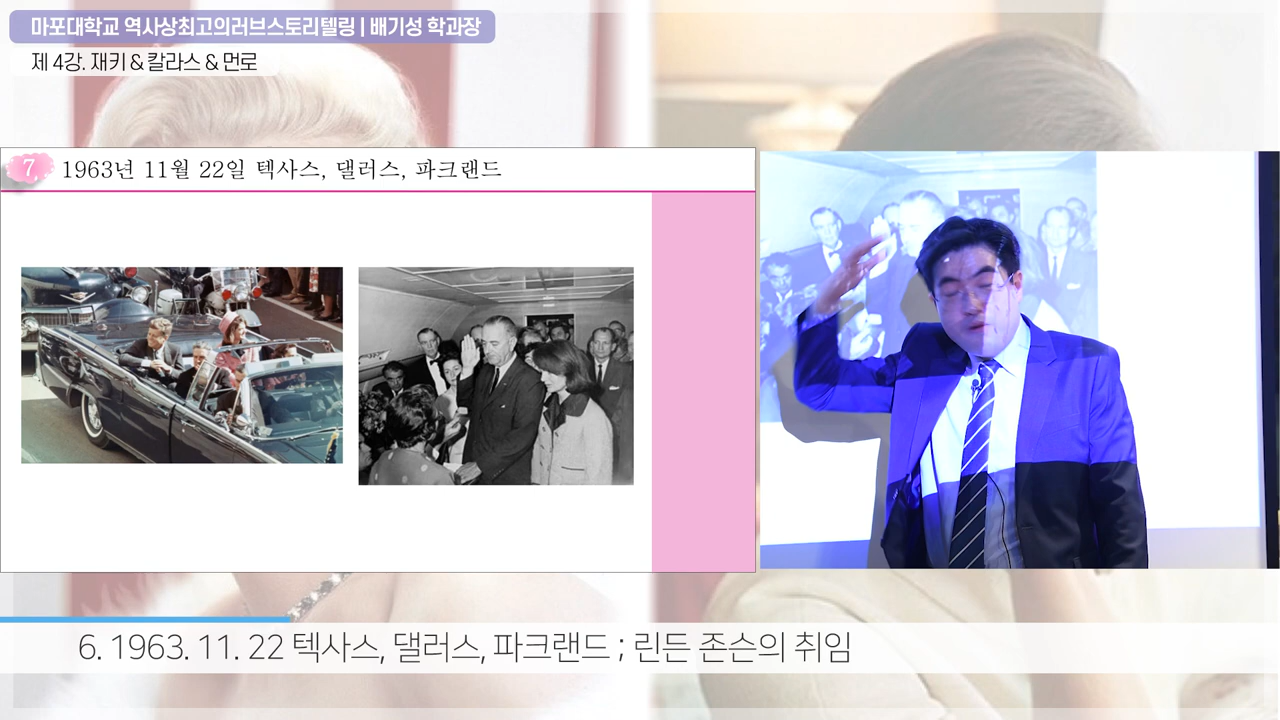 마포대학교 역사상최고의러브스토리텔링 | 배기성 학과장
제 4강. 재키 & 칼라스 & 먼로
7 1963년 11월 22일 텍사스, 댈러스, 파크랜드
6. 1963. 11. 22 텍사스, 댈러스, 파크랜드 ; 린든 존슨의 취임